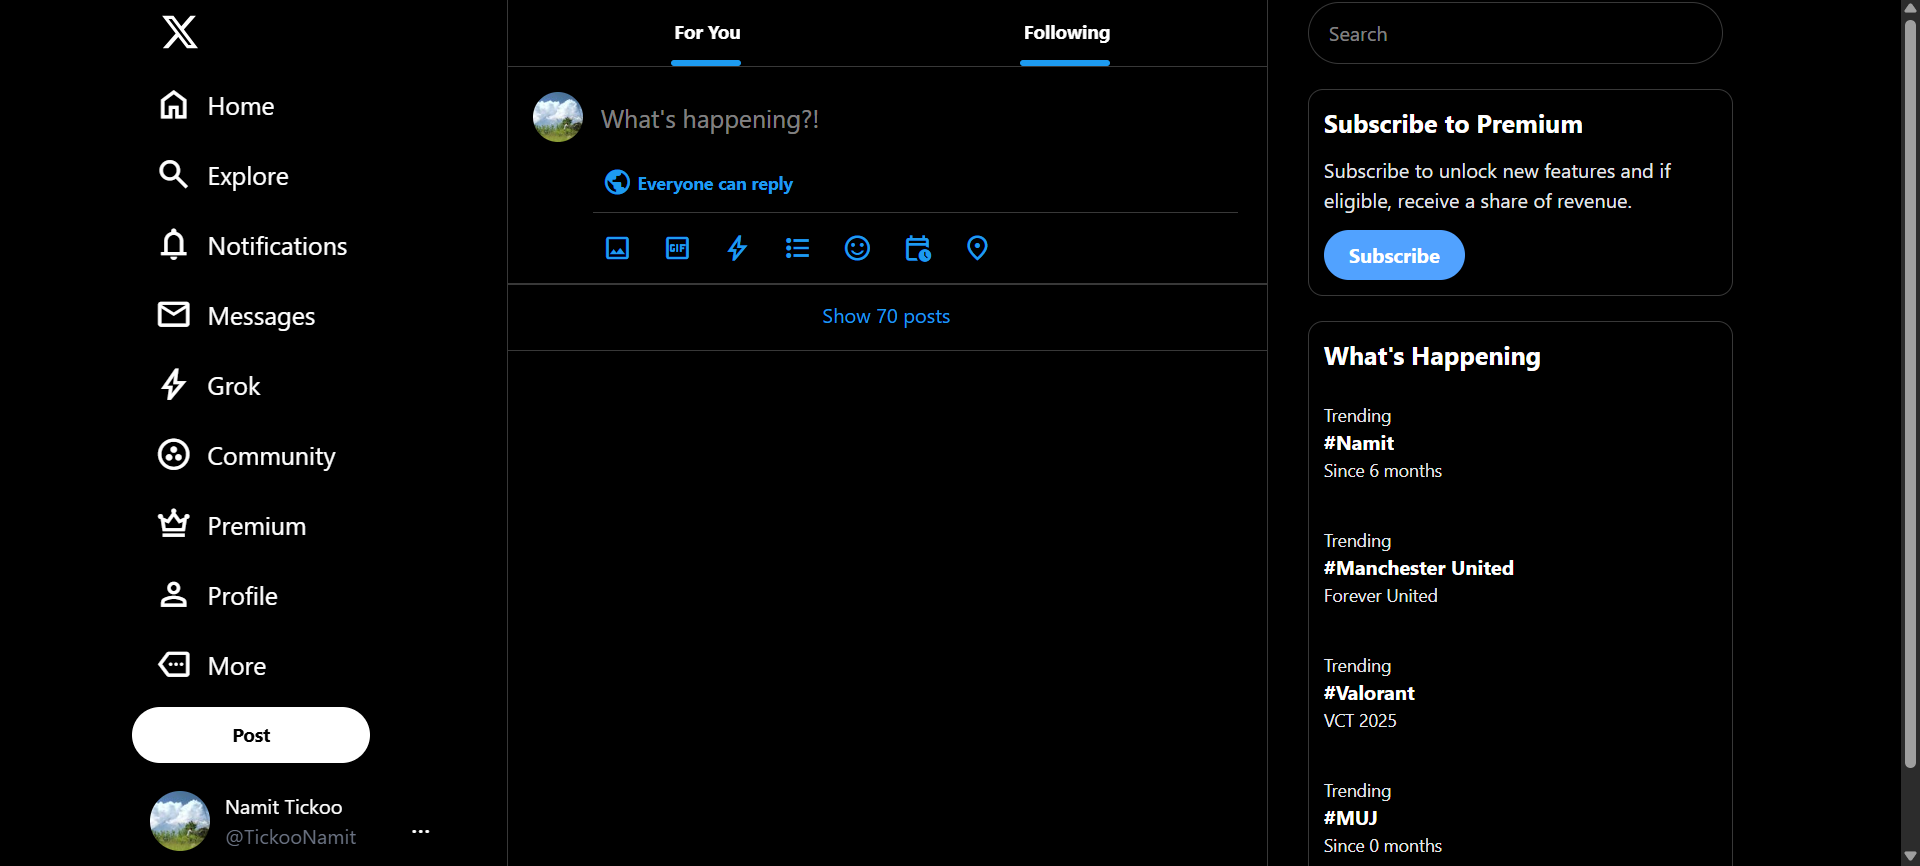 Home
Explore
Notifications
Messages
Grok
Community
Premium
Profile
More
Post
Namit Tickoo
@TickooNamit
For You
Following
What's happening?!
Everyone can reply
GIF
Show 70 posts
Search
Subscribe to Premium
Subscribe to unlock new features and if
eligible, receive a share of revenue.
Subscribe
What's Happening
Trending
#Namit
Since 6 months
Trending
#Manchester United
Forever United
Trending
#Valorant
VCT 2025
Trending
#MUJ
Since 0 months